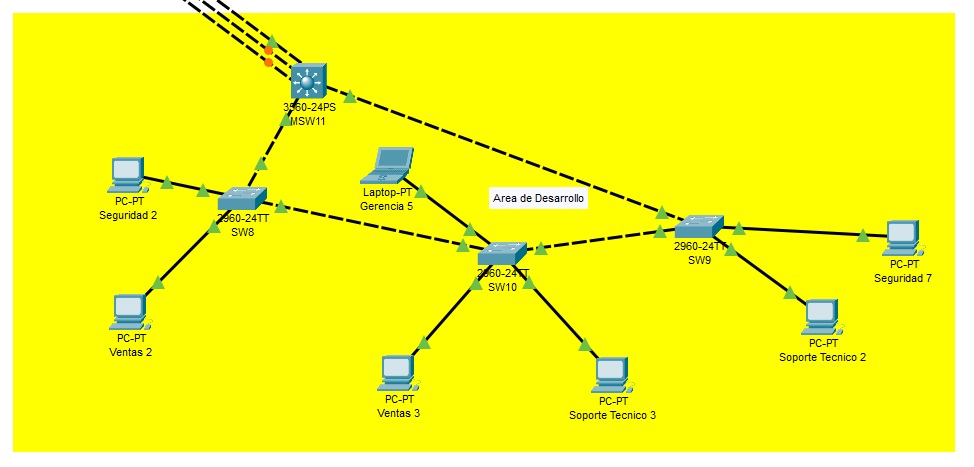 3560-24PS
MSW11
PC-PT
Seguridad 2
2960-24TT
SW8
Laptop-PT
Gerencia 5
Area de Desarrollo
2960-24TT
SW9
PC-PT
Seguridad 7
2960-24TT
SW10
PC-PT
Ventas 2
PC-PT
Soporte Tecnico 2
PC-PT
Ventas 3
PC-PT
Soporte Tecnico 3